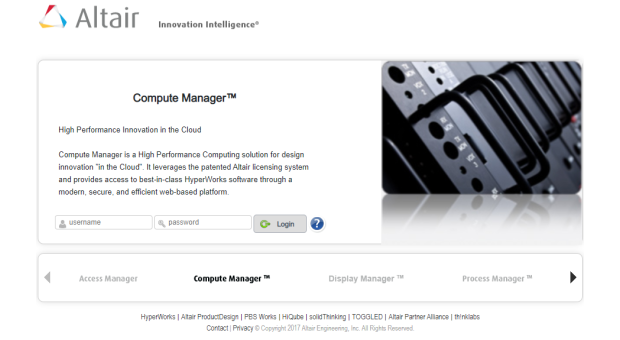 Altair Innovation Intelligence®
Compute Manager™
High Performance Innovation in the Cloud
Compute Manager is a High Performance Computing solution for design
innovation "in the Cloud". It leverages the patented Altair licensing system
and provides access to best-in-class HyperWorks software through a
modern, secure, and efficient web-based platform.
username password Login ?
Access Manager Compute Manager ™ Display Manager ™ Process Manager ™
HyperWorks | Altair ProductDesign | PBS Works | HiQube | solidThinking | TOGGLED | Altair Partner Alliance | th!nklabs
Contact | Privacy © Copyright 2017 Altair Engineering, Inc. All Rights Reserved.